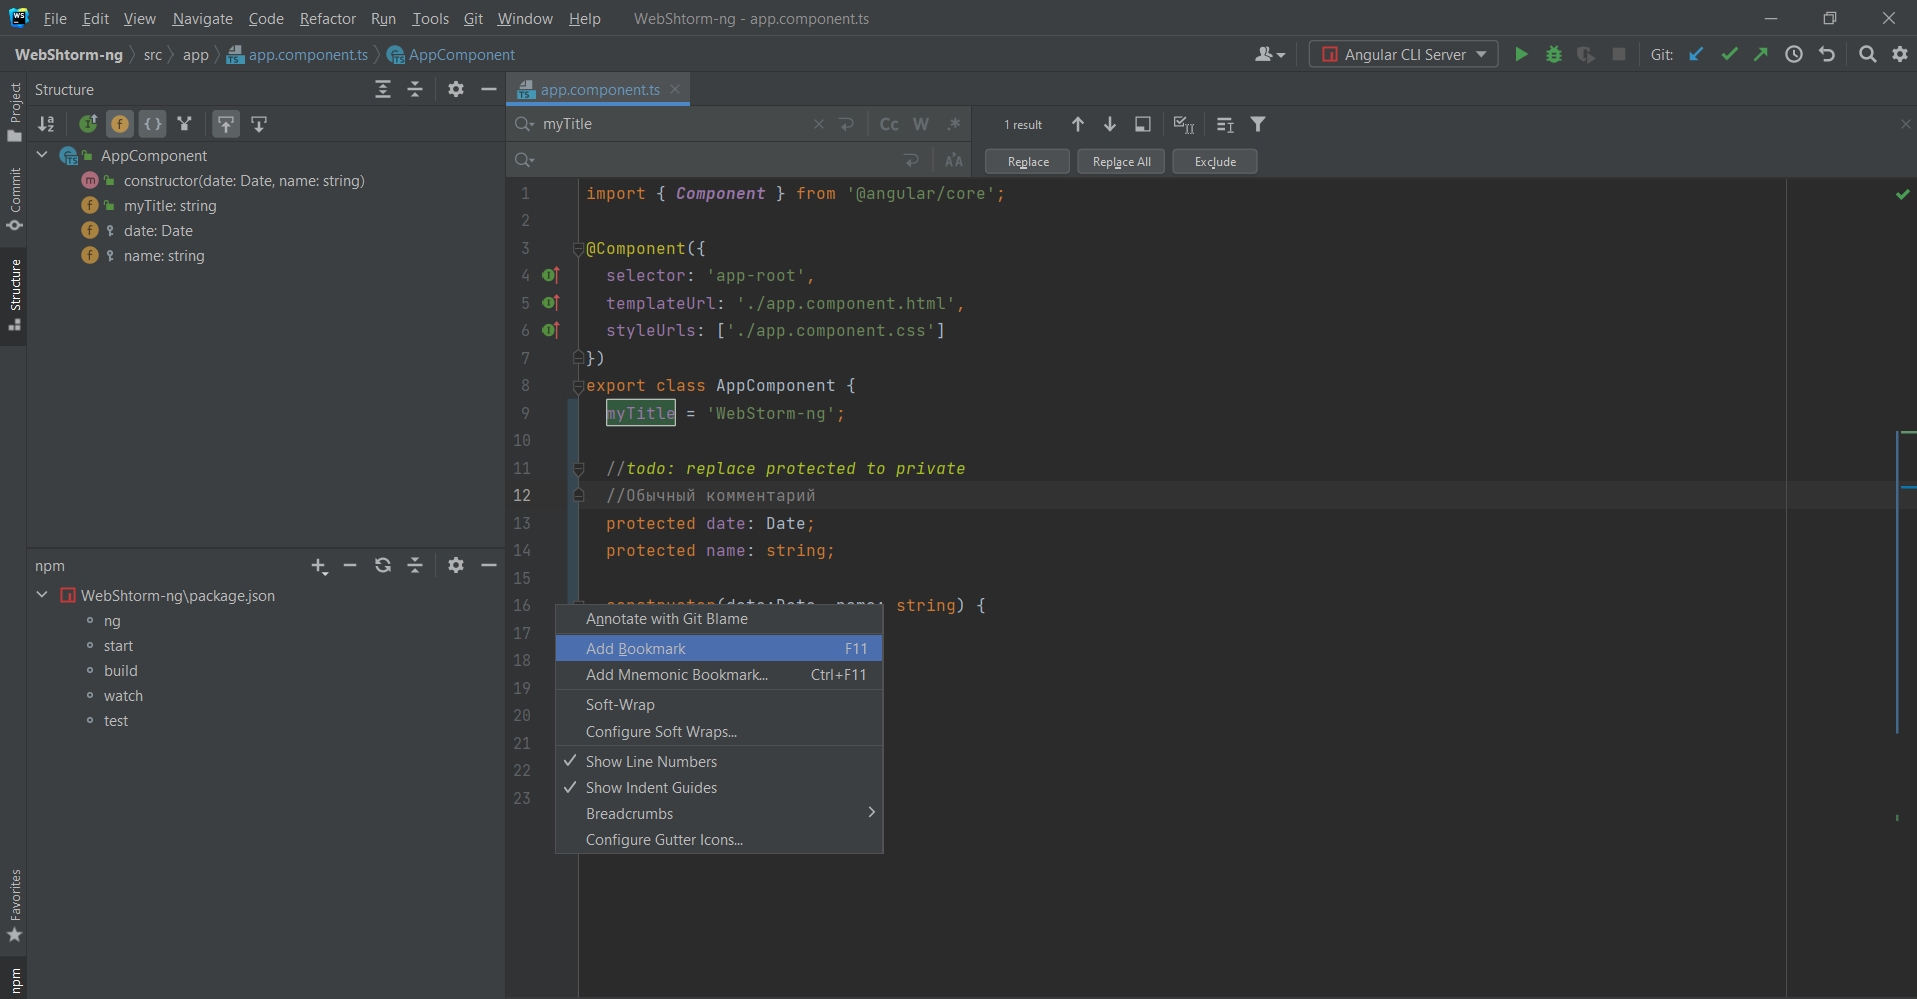 File Edit View Navigate Code Refactor Run Tools Git Window Help WebShtorm-ng - app.component.ts
WebShtorm-ng src app app.component.ts AppComponent Angular CLI Server Git:
Project
Commit
Structure
Favorites
npm
Structure
AppComponent
constructor(date: Date, name: string)
myTitle: string
date: Date
name: string
npm
WebShtorm-ng\package.json
ng
start
build
watch
test
app.component.ts
myTitle Cc W .* 1 result
Replace Replace All Exclude
1 import { Component } from '@angular/core';
2
3 @Component({
4 selector: 'app-root',
5 templateUrl: './app.component.html',
6 styleUrls: ['./app.component.css']
7 })
8 export class AppComponent {
9 myTitle = 'WebStorm-ng';
10
11 //todo: replace protected to private
12 //Обычный комментарий
13 protected date: Date;
14 protected name: string;
15
16 constructor(date:Date, name: string) {
17
18
19
20
21
22
23
Annotate with Git Blame
Add Bookmark F11
Add Mnemonic Bookmark... Ctrl+F11
Soft-Wrap
Configure Soft Wraps...
Show Line Numbers
Show Indent Guides
Breadcrumbs
Configure Gutter Icons...